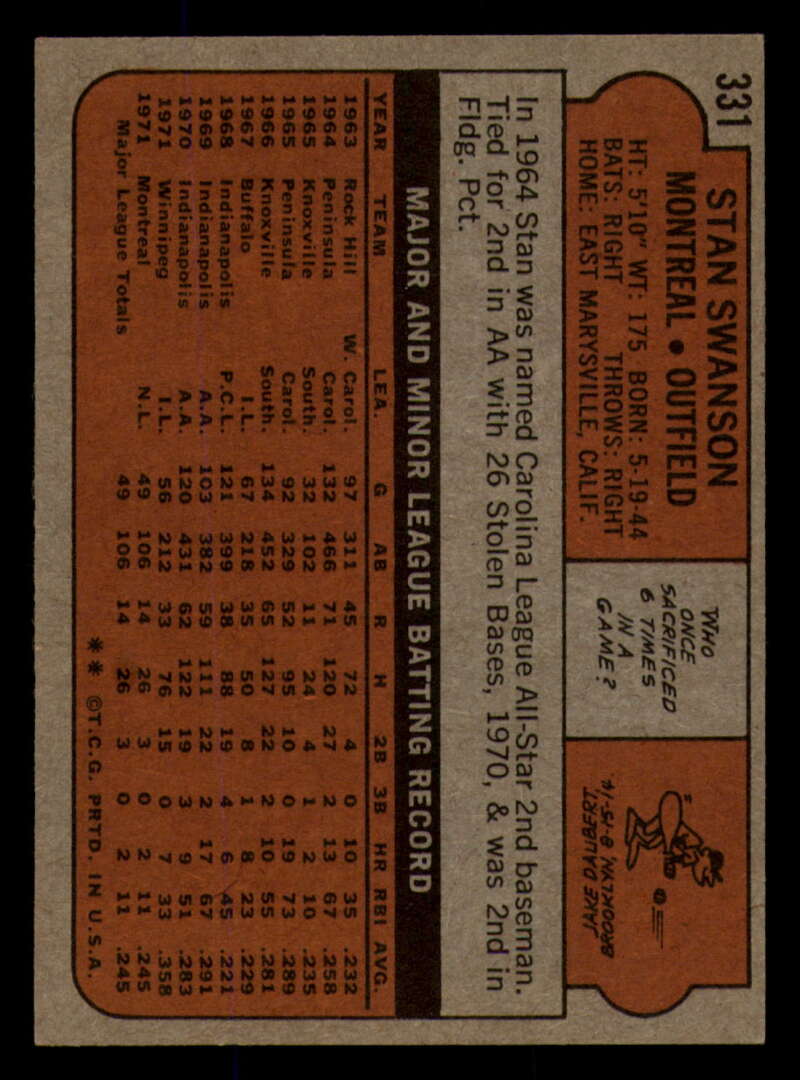 331
STAN SWANSON
MONTREAL • OUTFIELD
HT: 5'10" WT: 175 BORN: 5-19-44
BATS: RIGHT THROWS: RIGHT
HOME: EAST MARYSVILLE, CALIF.
WHO
ONCE
SACRIFICED
6 TIMES
IN A
GAME?
JAKE DAUBERT,
BROOKLYN, 8-15-14.
In 1964 Stan was named Carolina League All-Star 2nd baseman.
Tied for 2nd in AA with 26 Stolen Bases, 1970, & was 2nd in
Fldg. Pct.
MAJOR AND MINOR LEAGUE BATTING RECORD
YEAR TEAM LEA. G AB R H 2B 3B HR RBI AVG.
1963 Rock Hill W. Carol. 97 311 45 72 4 0 10 35 .232
1964 Peninsula Carol. 132 466 71 120 27 2 13 67 .258
1965 Knoxville South. 32 102 11 24 4 1 2 10 .235
1965 Peninsula Carol. 92 329 52 95 10 0 19 73 .289
1966 Knoxville South. 134 452 65 127 22 2 10 55 .281
1967 Buffalo I.L. 67 218 35 50 8 1 8 23 .229
1968 Indianapolis P.C.L. 121 399 38 88 19 4 6 45 .221
1969 Indianapolis A.A. 103 382 59 111 22 2 17 67 .291
1970 Indianapolis A.A. 120 431 62 122 19 3 9 51 .283
1971 Winnipeg I.L. 56 212 33 76 15 0 7 33 .358
1971 Montreal N.L. 49 106 14 26 3 0 2 11 .245
Major League Totals 49 106 14 26 3 0 2 11 .245
** ©T.C.G. PRTD. IN U.S.A.